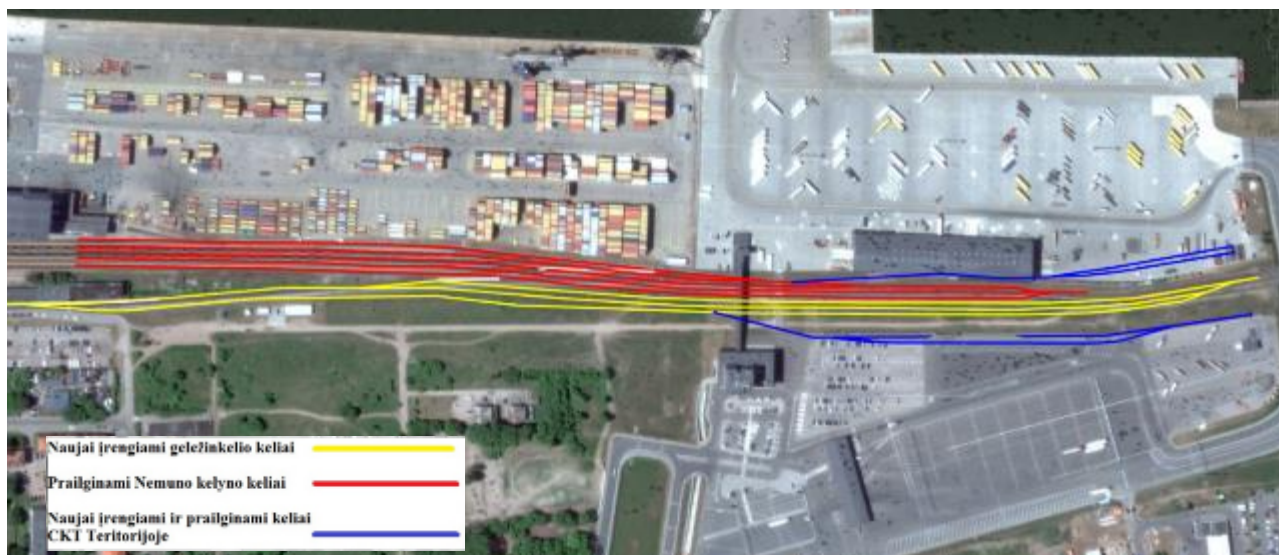 Naujai įrengiami geležinkelio keliai
Prailginami Nemuno kelyno keliai
Naujai įrengiami ir prailginami keliai
CKT Teritorijoje